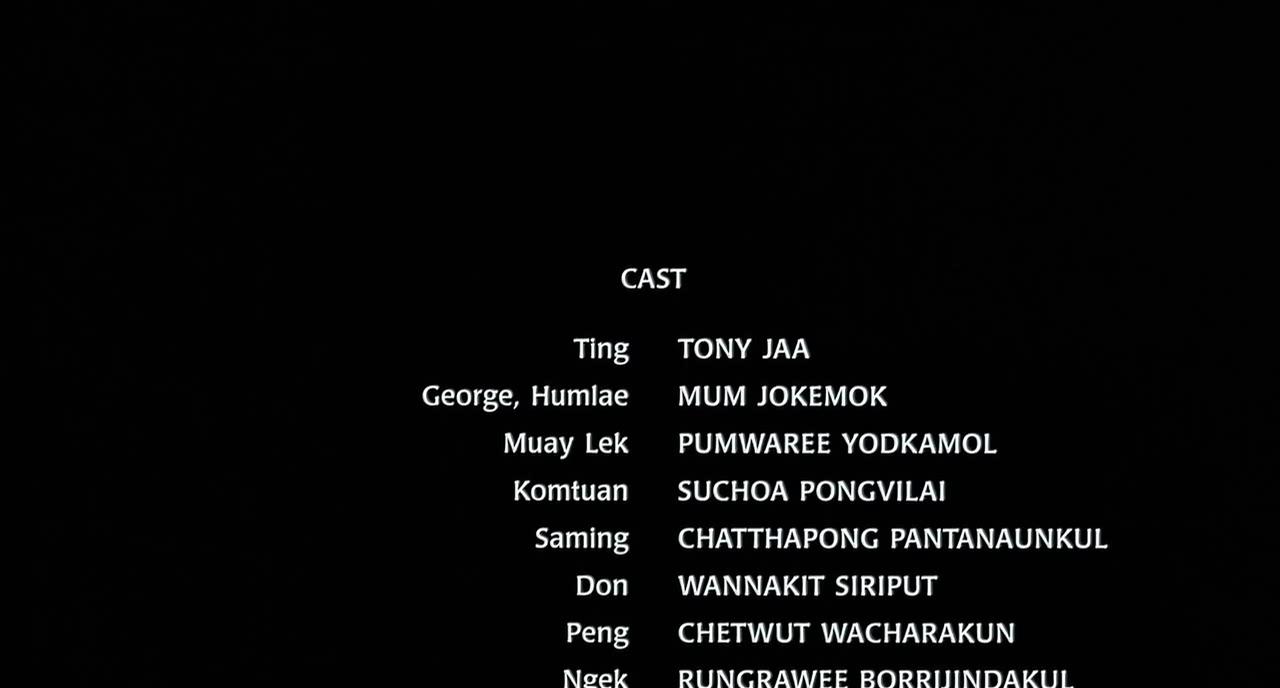 CAST
Ting TONY JAA
George, Humlae MUM JOKEMOK
Muay Lek PUMWAREE YODKAMOL
Komtuan SUCHOA PONGVILAI
Saming CHATTHAPONG PANTANAUNKUL
Don WANNAKIT SIRIPUT
Peng CHETWUT WACHARAKUN
Ngek RUNGRAWEE BORRIJINDAKUL